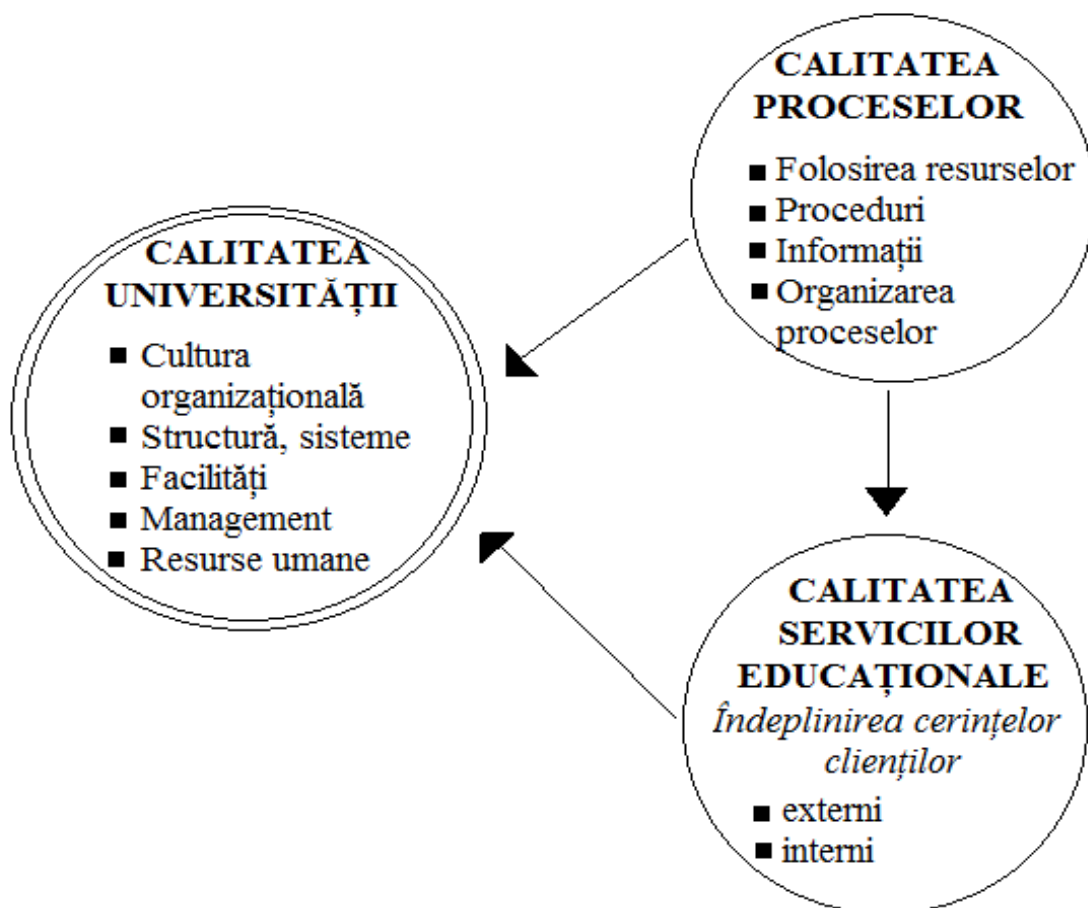 CALITATEA
UNIVERSITĂȚII
▪ Cultura
organizațională
▪ Structură, sisteme
▪ Facilități
▪ Management
▪ Resurse umane
CALITATEA
PROCESELOR
▪ Folosirea resurselor
▪ Proceduri
▪ Informații
▪ Organizarea
proceselor
CALITATEA
SERVICILOR
EDUCAȚIONALE
Îndeplinirea cerințelor
clienților
▪ externi
▪ interni